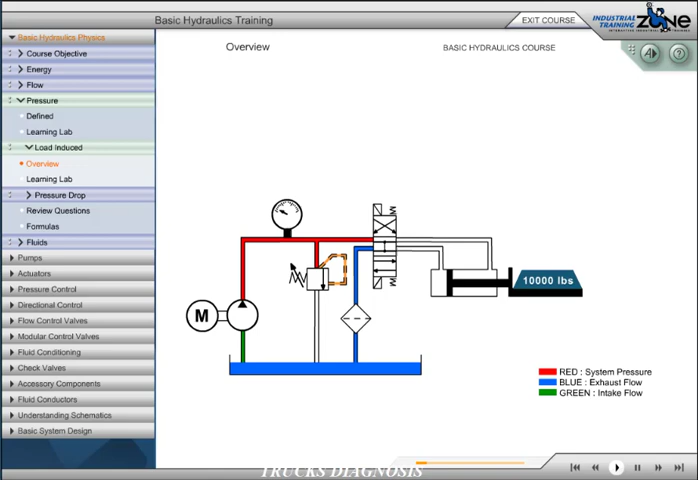 Basic Hydraulics Training
EXIT COURSE
INDUSTRIAL
TRAINING
ZONE
Basic Hydraulics Physics
Course Objective
Energy
Flow
Pressure
Defined
Learning Lab
Load Induced
Overview
Learning Lab
Pressure Drop
Review Questions
Formulas
Fluids
Pumps
Actuators
Pressure Control
Directional Control
Flow Control Valves
Modular Control Valves
Fluid Conditioning
Check Valves
Accessory Components
Fluid Conductors
Understanding Schematics
Basic System Design
Overview
BASIC HYDRAULICS COURSE
A
?
10000 lbs
M
RED : System Pressure
BLUE : Exhaust Flow
GREEN : Intake Flow
TRUCKS DIAGNOSIS